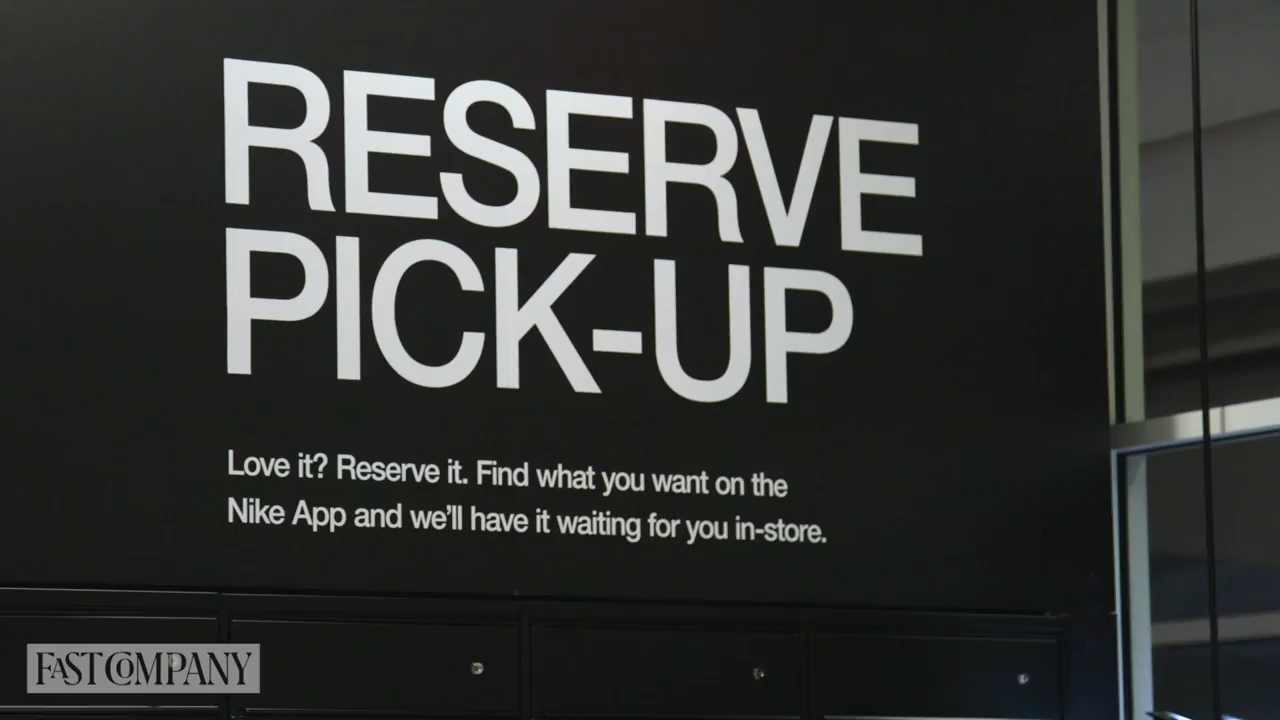 RESERVE
PICK-UP
Love it? Reserve it. Find what you want on the
Nike App and we'll have it waiting for you in-store.
FAST COMPANY